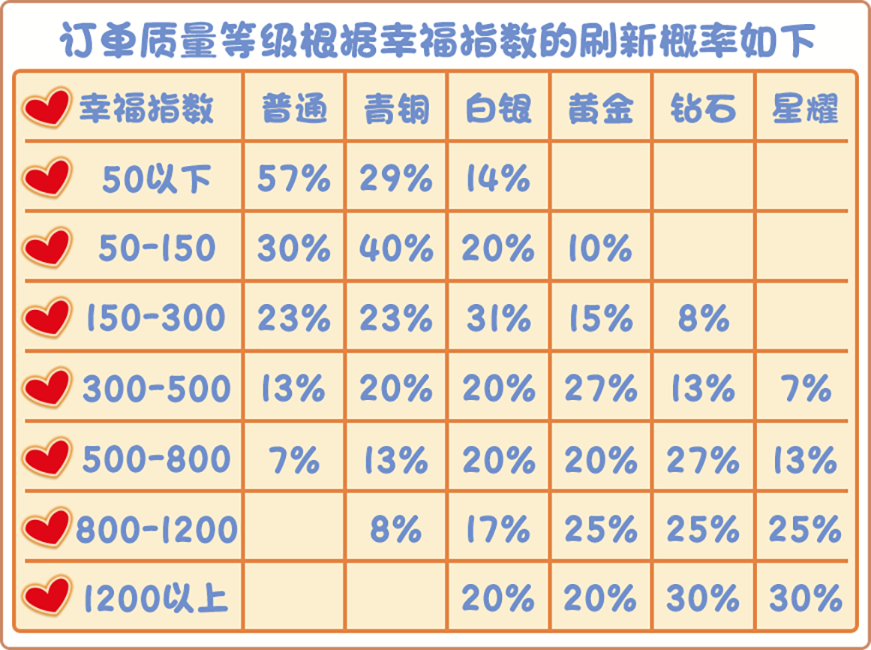 订单质量等级根据幸福指数的刷新概率如下
幸福指数 普通 青铜 白银 黄金 钻石 星耀
50以下 57% 29% 14%
50-150 30% 40% 20% 10%
150-300 23% 23% 31% 15% 8%
300-500 13% 20% 20% 27% 13% 7%
500-800 7% 13% 20% 20% 27% 13%
800-1200 8% 17% 25% 25% 25%
1200以上 20% 20% 30% 30%